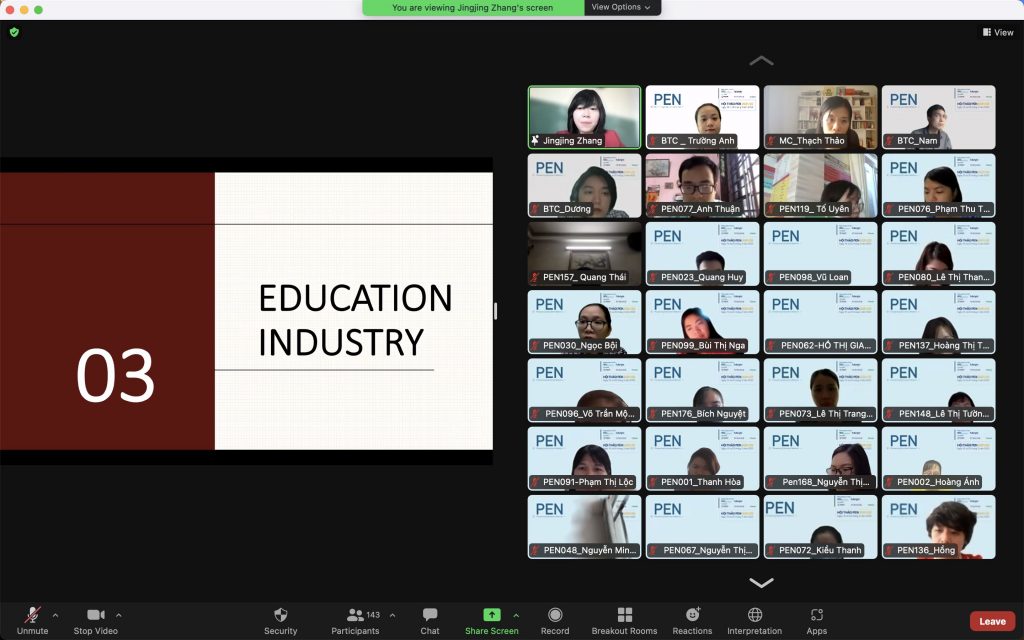 You are viewing Jingjing Zhang's screen
View Options
View
03
EDUCATION
INDUSTRY
Jingjing Zhang
PEN
BTC _ Trường Anh
MC_Thạch Thảo
PEN
BTC_Nam
PEN
BTC_Dương
PEN077_Anh Thuận
PEN119_ Tố Uyên
PEN
PEN076_Phạm Thu T...
PEN157_ Quang Thái
PEN
PEN023_Quang Huy
PEN
PEN098_Vũ Loan
PEN
PEN080_Lê Thị Than...
PEN
PEN030_Ngọc Bội
PEN
PEN099_Bùi Thị Nga
PEN
PEN062-HỒ THỊ GIA...
PEN
PEN137_Hoàng Thị T...
PEN
PEN096_Võ Trần Mộ...
PEN
PEN176_Bích Nguyệt
PEN
PEN073_Lê Thị Trang...
PEN
PEN148_Lê Thị Tườn...
PEN
PEN091-Phạm Thị Lộc
PEN
PEN001_Thanh Hòa
PEN
Pen168_Nguyễn Thị...
PEN
PEN002_Hoàng Ánh
PEN
PEN048_Nguyễn Min...
PEN
PEN067_Nguyễn Thị...
PEN
PEN072_Kiều Thanh
PEN
PEN136_Hồng
Unmute
Stop Video
Security
143
Participants
Chat
Share Screen
Record
Breakout Rooms
Reactions
Interpretation
Apps
Leave